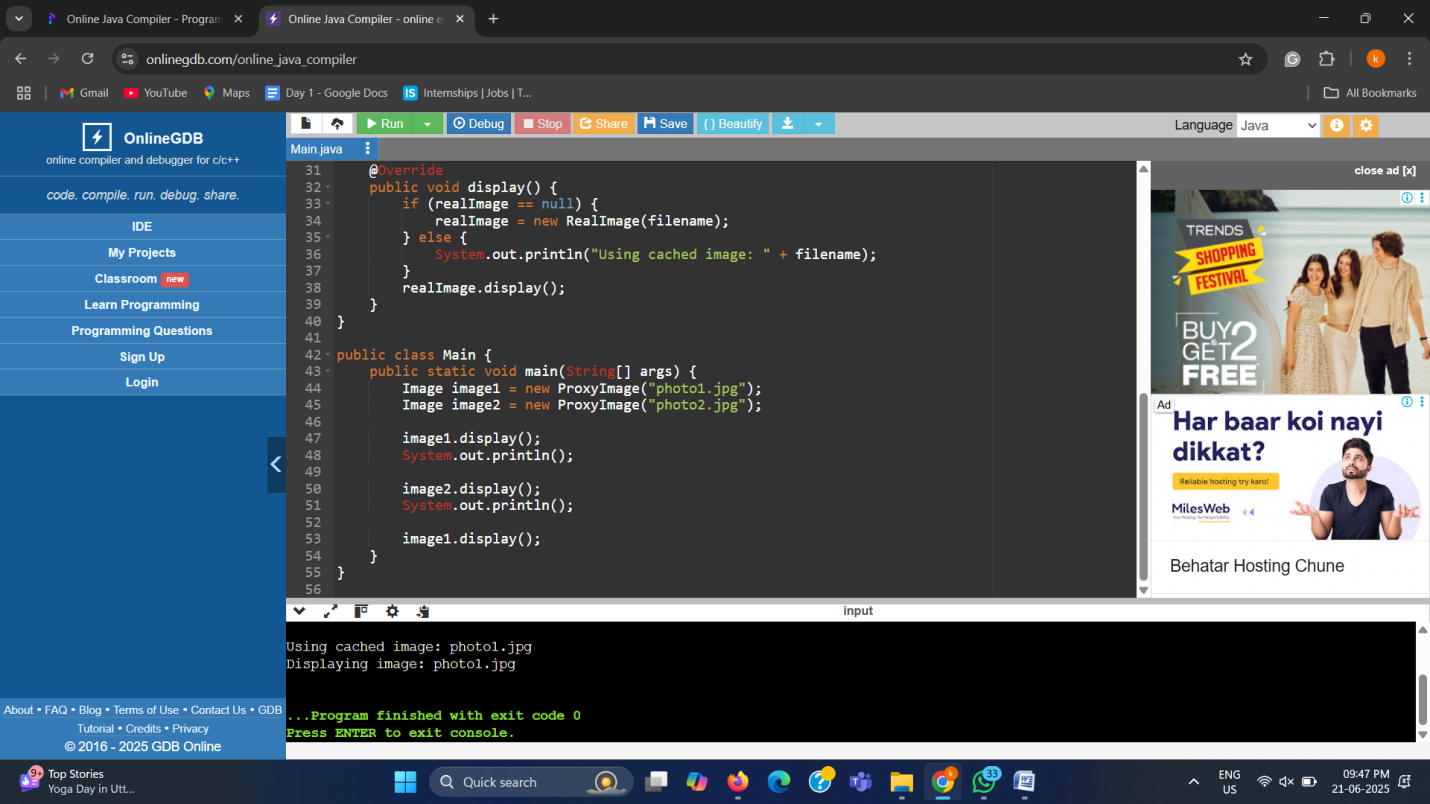 Online Java Compiler - Program
Online Java Compiler - online e
onlinegdb.com/online_java_compiler
k
Gmail
YouTube
Maps
Day 1 - Google Docs
IS
Internships | Jobs | T...
All Bookmarks
OnlineGDB
online compiler and debugger for c/c++
code. compile. run. debug. share.
IDE
My Projects
Classroom new
Learn Programming
Programming Questions
Sign Up
Login
About • FAQ • Blog • Terms of Use • Contact Us • GDB
Tutorial • Credits • Privacy
© 2016 - 2025 GDB Online
Run
Debug
Stop
Share
Save
{ } Beautify
Language Java
Main.java
31 @Override
32 public void display() {
33 if (realImage == null) {
34 realImage = new RealImage(filename);
35 } else {
36 System.out.println("Using cached image: " + filename);
37 }
38 realImage.display();
39 }
40 }
41
42 public class Main {
43 public static void main(String[] args) {
44 Image image1 = new ProxyImage("photo1.jpg");
45 Image image2 = new ProxyImage("photo2.jpg");
46
47 image1.display();
48 System.out.println();
49
50 image2.display();
51 System.out.println();
52
53 image1.display();
54 }
55 }
56
close ad [x]
TRENDS
SHOPPING
FESTIVAL
BUY 2
& GET 2
FREE
Ad
Har baar koi nayi
dikkat?
Reliable hosting try karo!
MilesWeb
Your Hosting, Our Responsibility
Behatar Hosting Chune
input
Using cached image: photo1.jpg
Displaying image: photo1.jpg
...Program finished with exit code 0
Press ENTER to exit console.
9+
Top Stories
Yoga Day in Utt...
Quick search
k
33
ENG
US
09:47 PM
21-06-2025